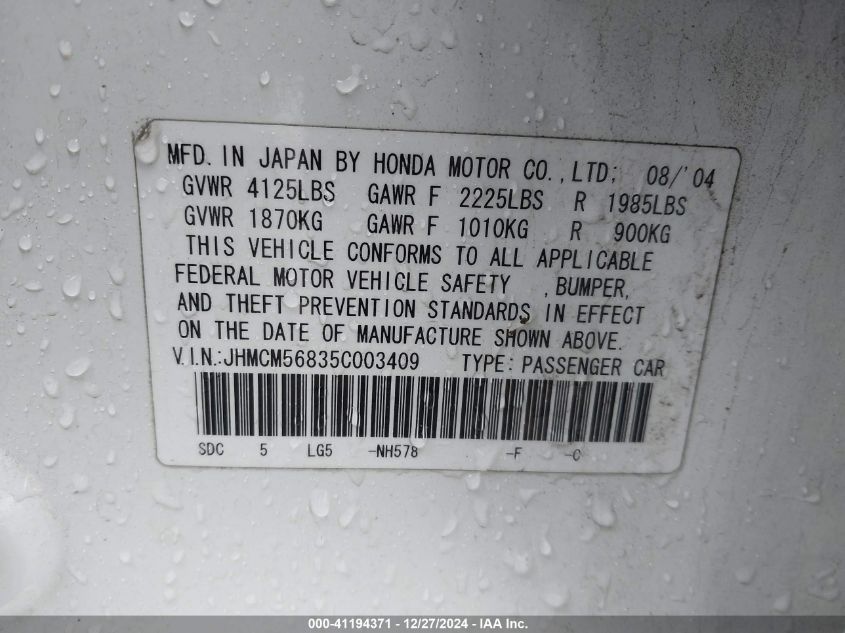 MFD. IN JAPAN BY HONDA MOTOR CO., LTD; 08/'04
GVWR 4125LBS GAWR F 2225LBS R 1985LBS
GVWR 1870KG GAWR F 1010KG R 900KG
THIS VEHICLE CONFORMS TO ALL APPLICABLE
FEDERAL MOTOR VEHICLE SAFETY , BUMPER,
AND THEFT PREVENTION STANDARDS IN EFFECT
ON THE DATE OF MANUFACTURE SHOWN ABOVE.
V.I.N.:JHMCM56835C003409 TYPE: PASSENGER CAR
SDC 5 LG5 -NH578 -F -C
000-41194371 - 12/27/2024 - IAA Inc.